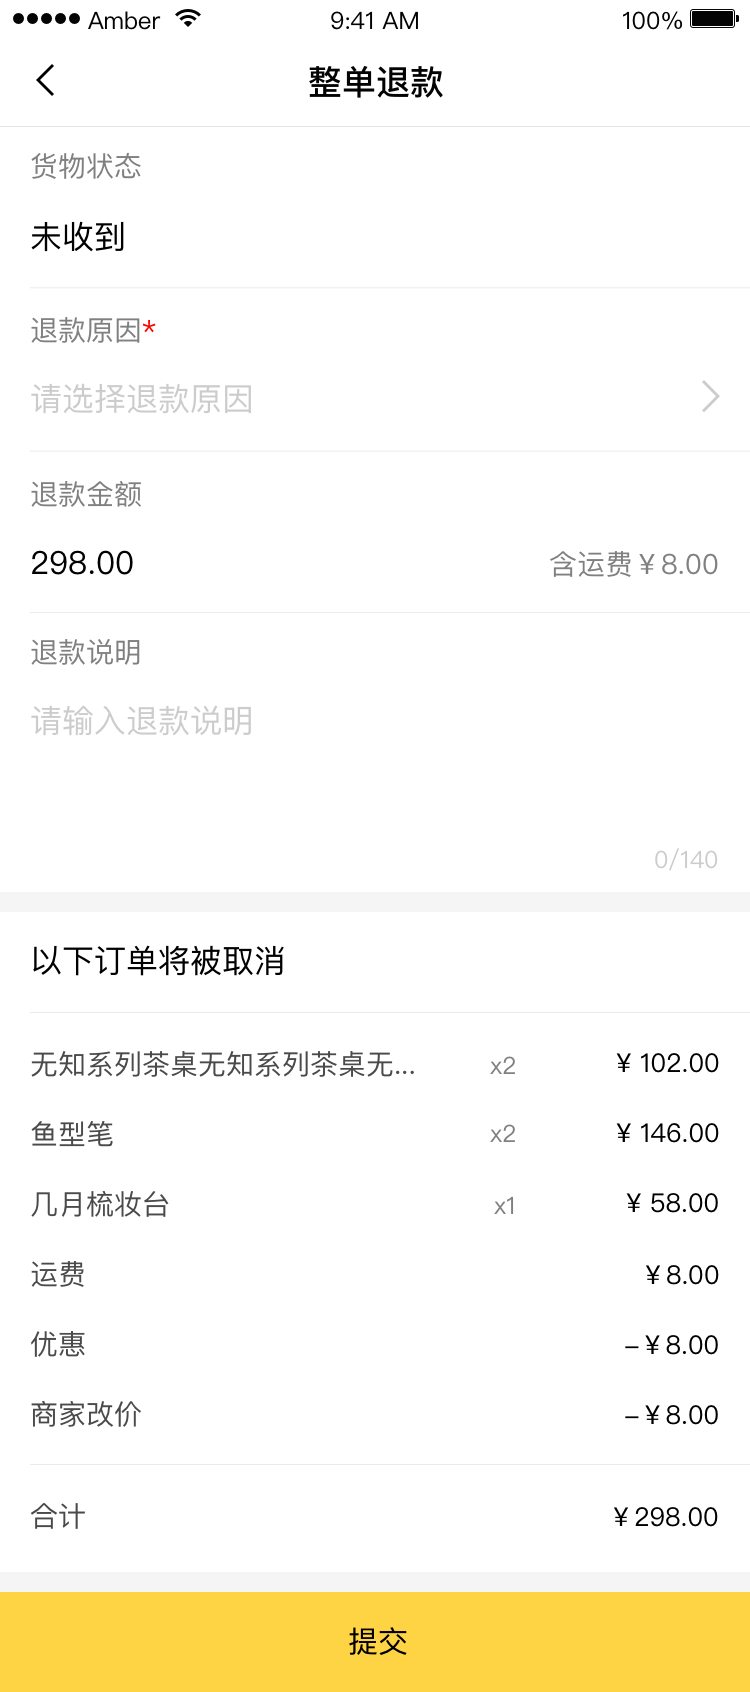 Amber 9:41 AM 100%
整单退款
货物状态
未收到
退款原因*
请选择退款原因
退款金额
298.00 含运费¥8.00
退款说明
请输入退款说明
0/140
以下订单将被取消
无知系列茶桌无知系列茶桌无... x2 ¥ 102.00
鱼型笔 x2 ¥ 146.00
几月梳妆台 x1 ¥ 58.00
运费 ¥8.00
优惠 –¥8.00
商家改价 –¥8.00
合计 ¥298.00
提交